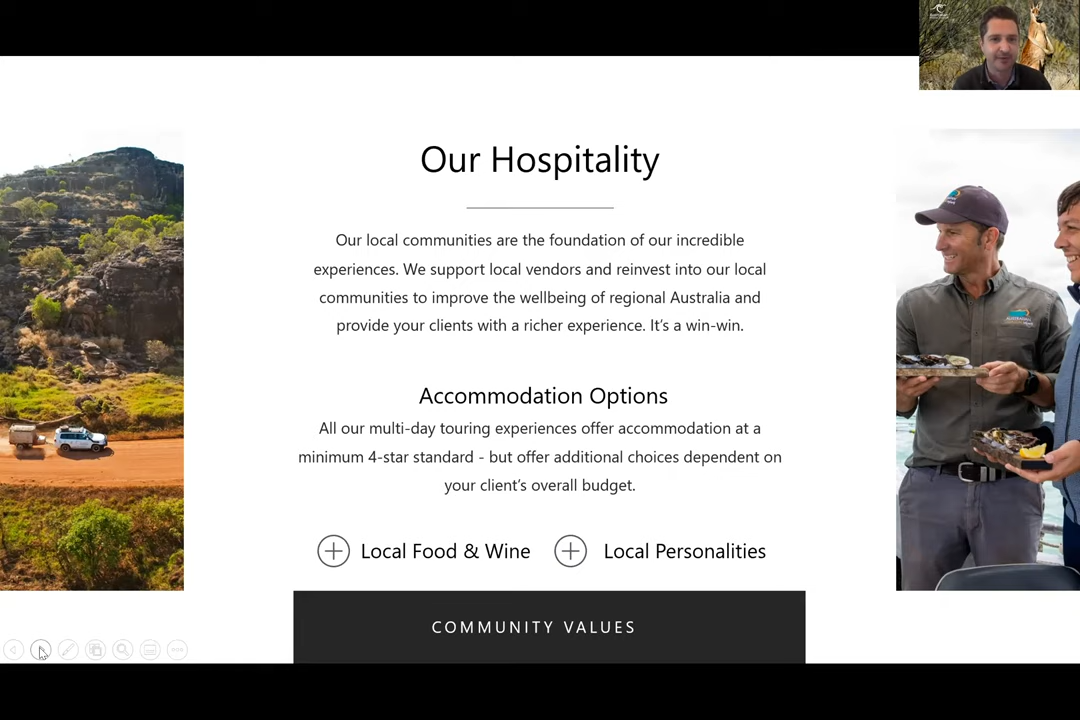 Our Hospitality
Our local communities are the foundation of our incredible
experiences. We support local vendors and reinvest into our local
communities to improve the wellbeing of regional Australia and
provide your clients with a richer experience. It's a win-win.
Accommodation Options
All our multi-day touring experiences offer accommodation at a
minimum 4-star standard - but offer additional choices dependent on
your client's overall budget.
Local Food & Wine
Local Personalities
COMMUNITY VALUES